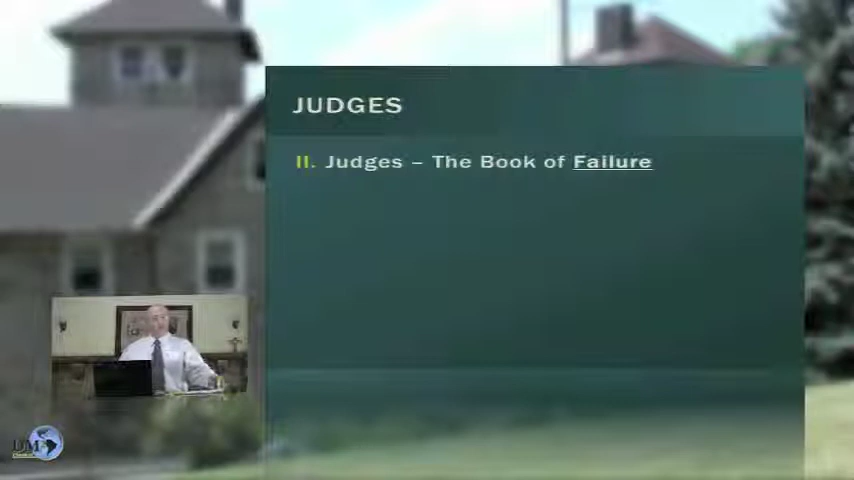 JUDGES
II. Judges – The Book of Failure